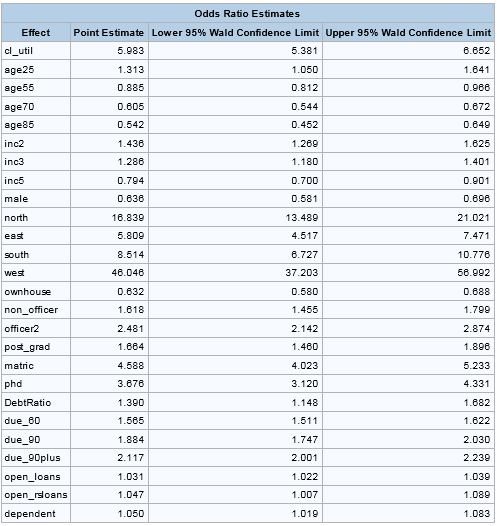 Odds Ratio Estimates
Effect Point Estimate Lower 95% Wald Confidence Limit Upper 95% Wald Confidence Limit
cl_util 5.983 5.381 6.652
age25 1.313 1.050 1.641
age55 0.885 0.812 0.966
age70 0.605 0.544 0.672
age85 0.542 0.452 0.649
inc2 1.436 1.269 1.625
inc3 1.286 1.180 1.401
inc5 0.794 0.700 0.901
male 0.636 0.581 0.696
north 16.839 13.489 21.021
east 5.809 4.517 7.471
south 8.514 6.727 10.776
west 46.046 37.203 56.992
ownhouse 0.632 0.580 0.688
non_officer 1.618 1.455 1.799
officer2 2.481 2.142 2.874
post_grad 1.664 1.460 1.896
matric 4.588 4.023 5.233
phd 3.676 3.120 4.331
DebtRatio 1.390 1.148 1.682
due_60 1.565 1.511 1.622
due_90 1.884 1.747 2.030
due_90plus 2.117 2.001 2.239
open_loans 1.031 1.022 1.039
open_rsloans 1.047 1.007 1.089
dependent 1.050 1.019 1.083